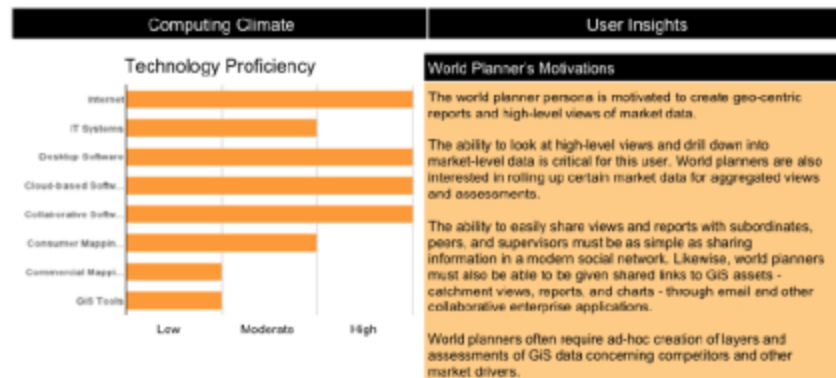 Computing Climate
User Insights
Technology Proficiency
Internet
IT Systems
Desktop Software
Cloud-based Softw...
Collaborative Softw...
Consumer Mappin...
Commercial Mappi...
GIS Tools
Low Moderate High
World Planner's Motivations
The world planner persona is motivated to create geo-centric
reports and high-level views of market data.
The ability to look at high-level views and drill down into
market-level data is critical for this user. World planners are also
interested in rolling up certain market data for aggregated views
and assessments.
The ability to easily share views and reports with subordinates,
peers, and supervisors must be as simple as sharing
information in a modern social network. Likewise, world planners
must also be able to be given shared links to GIS assets -
catchment views, reports, and charts - through email and other
collaborative enterprise applications.
World planners often require ad-hoc creation of layers and
assessments of GIS data concerning competitors and other
market drivers.